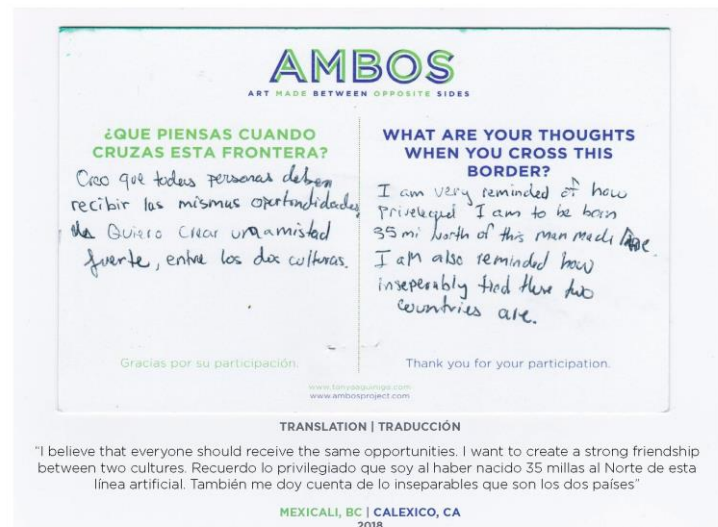 AMBOS
ART MADE BETWEEN OPPOSITE SIDES
¿QUE PIENSAS CUANDO
CRUZAS ESTA FRONTERA?
Creo que todas personas deben
recibir las mismas oportundidades
Quiero Crear una amistad
fuerte, entre los dos culturas.
Gracias por su participación.
WHAT ARE YOUR THOUGHTS
WHEN YOU CROSS THIS
BORDER?
I am very reminded of how
priveleged I am to be born
35 mi North of this man made line.
I am also reminded how
inseperably tied these two
countries are.
Thank you for your participation.
www.tanyaaguiniga.com
www.ambosproject.com
TRANSLATION | TRADUCCIÓN
"I believe that everyone should receive the same opportunities. I want to create a strong friendship
between two cultures. Recuerdo lo privilegiado que soy al haber nacido 35 millas al Norte de esta
línea artificial. También me doy cuenta de lo inseparables que son los dos países"
MEXICALI, BC | CALEXICO, CA
2018